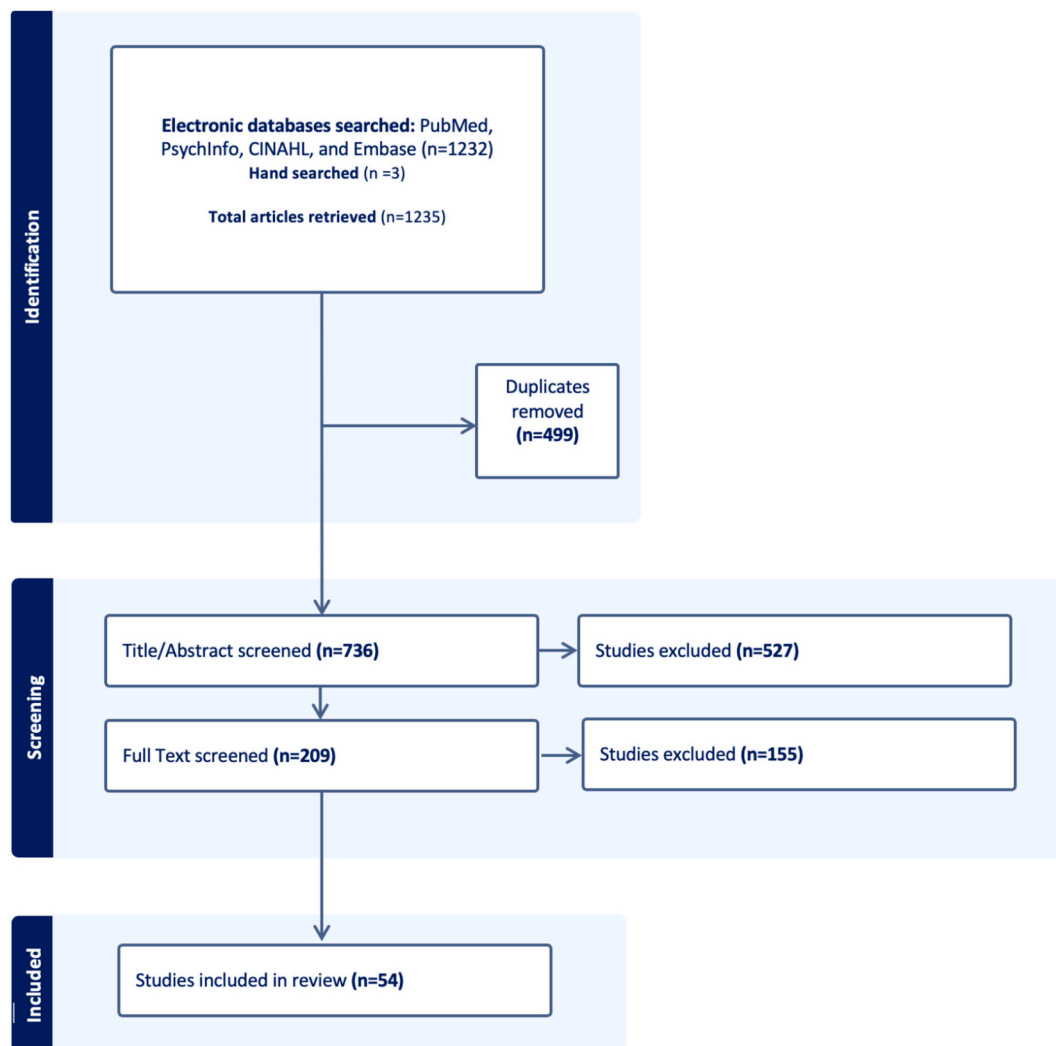 Identification
Electronic databases searched: PubMed,
PsychInfo, CINAHL, and Embase (n=1232)
Hand searched (n =3)
Total articles retrieved (n=1235)
Duplicates
removed
(n=499)
Screening
Title/Abstract screened (n=736)
Studies excluded (n=527)
Full Text screened (n=209)
Studies excluded (n=155)
Included
Studies included in review (n=54)